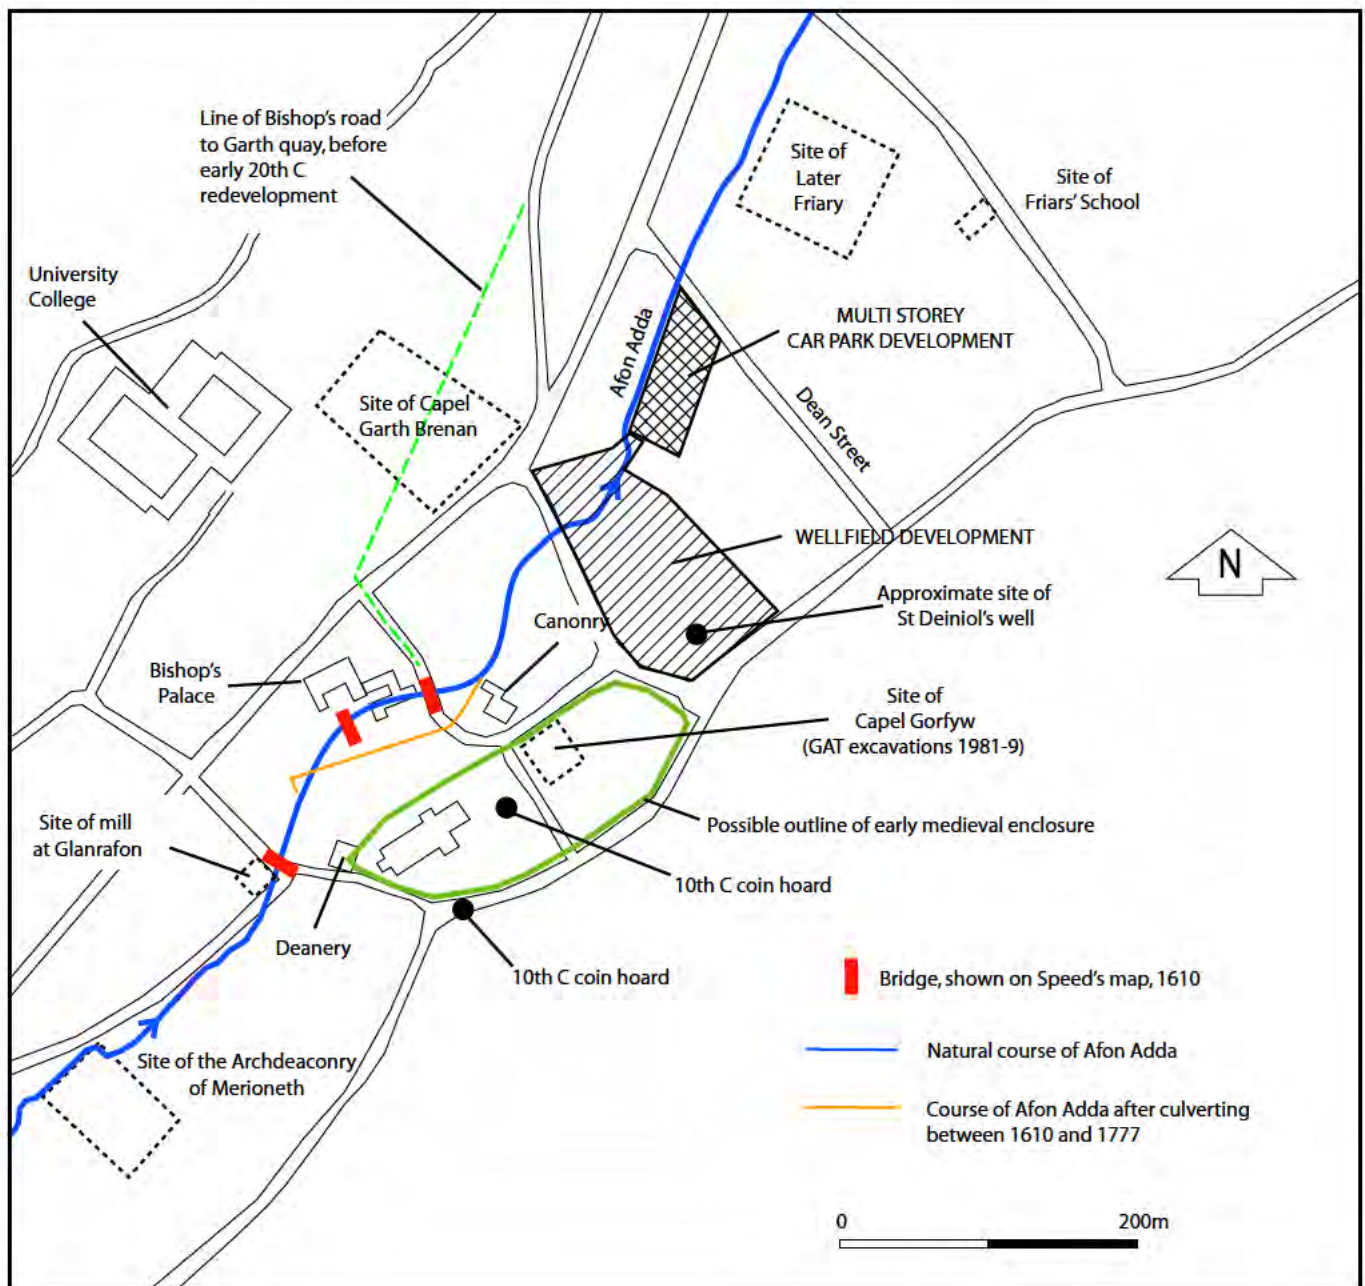 Line of Bishop's road
to Garth quay, before
early 20th C
redevelopment
Site of
Later
Friary
Site of
Friars' School
University
College
MULTI STOREY
CAR PARK DEVELOPMENT
Afon Adda
Site of Capel
Garth Brenan
Dean Street
WELLFIELD DEVELOPMENT
N
Approximate site of
St Deiniol's well
Canonry
Bishop's
Palace
Site of
Capel Gorfyw
(GAT excavations 1981-9)
Site of mill
at Glanrafon
Possible outline of early medieval enclosure
10th C coin hoard
Deanery
10th C coin hoard
Bridge, shown on Speed's map, 1610
Natural course of Afon Adda
Site of the Archdeaconry
of Merioneth
Course of Afon Adda after culverting
between 1610 and 1777
0 200m